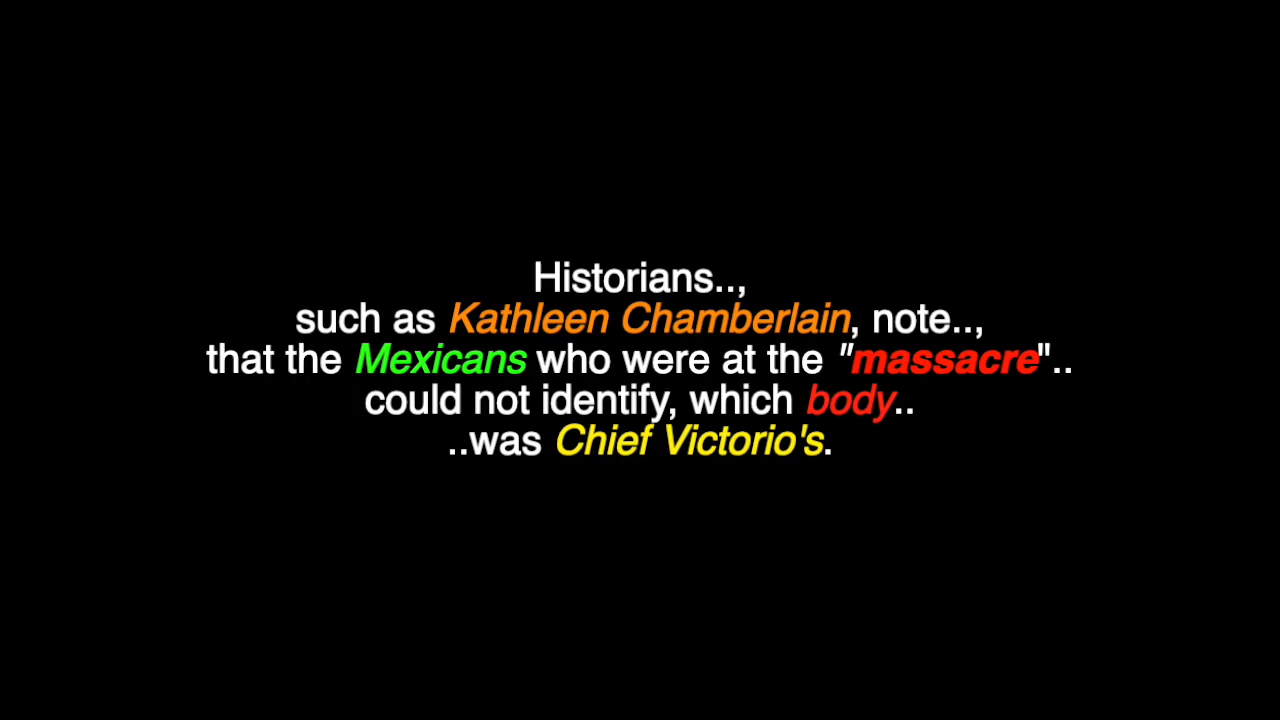 Historians..,
such as Kathleen Chamberlain, note..,
that the Mexicans who were at the "massacre"..
could not identify, which body..
..was Chief Victorio's.